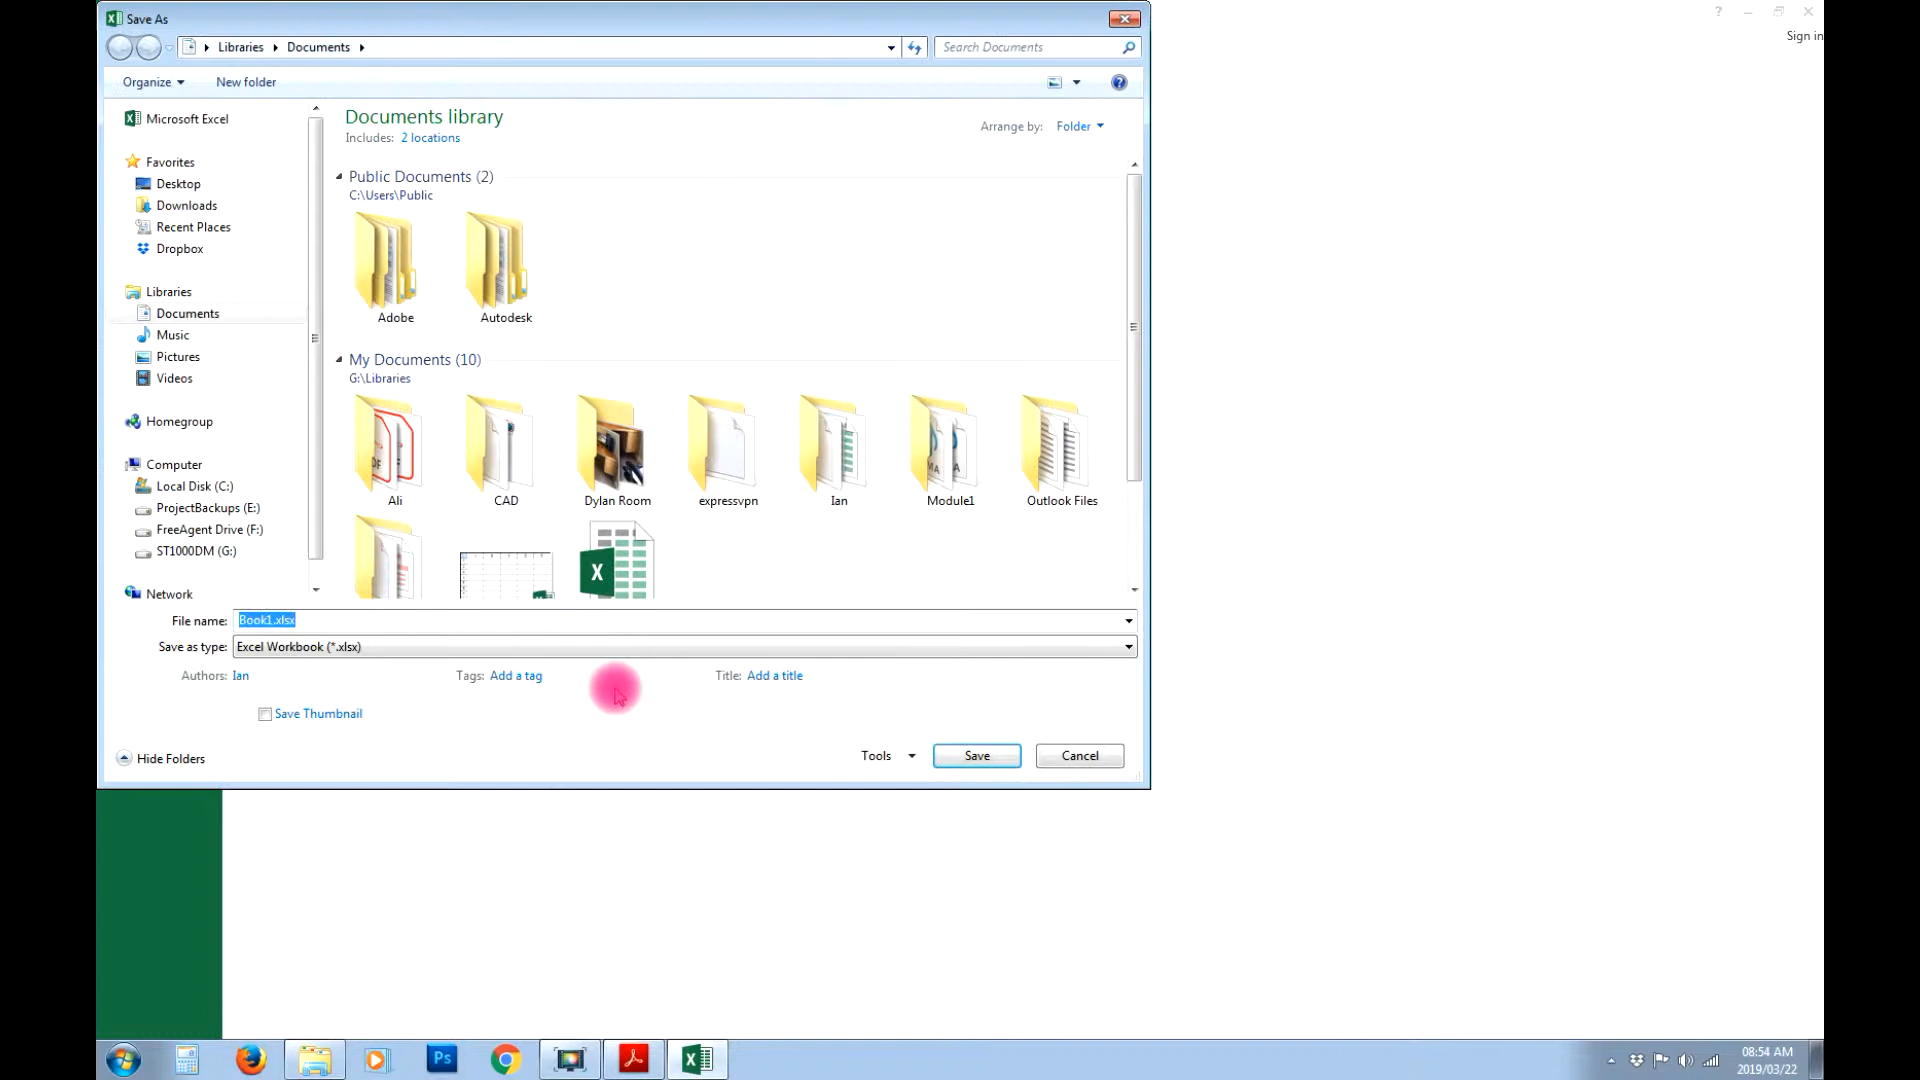 Save As
?
Sign in
Libraries
Documents
Search Documents
Organize
New folder
?
Microsoft Excel
Favorites
Desktop
Downloads
Recent Places
Dropbox
Libraries
Documents
Music
Pictures
Videos
Homegroup
Computer
Local Disk (C:)
ProjectBackups (E:)
FreeAgent Drive (F:)
ST1000DM (G:)
Network
Documents library
Includes: 2 locations
Arrange by: Folder
Public Documents (2)
C:\Users\Public
Adobe
Autodesk
My Documents (10)
G:\Libraries
Ali
CAD
Dylan Room
expressvpn
Ian
Module1
Outlook Files
X
File name: Book1.xlsx
Save as type: Excel Workbook (*.xlsx)
Authors: Ian
Tags: Add a tag
Title: Add a title
Save Thumbnail
Hide Folders
Tools
Save
Cancel
Ps
08:54 AM
2019/03/22